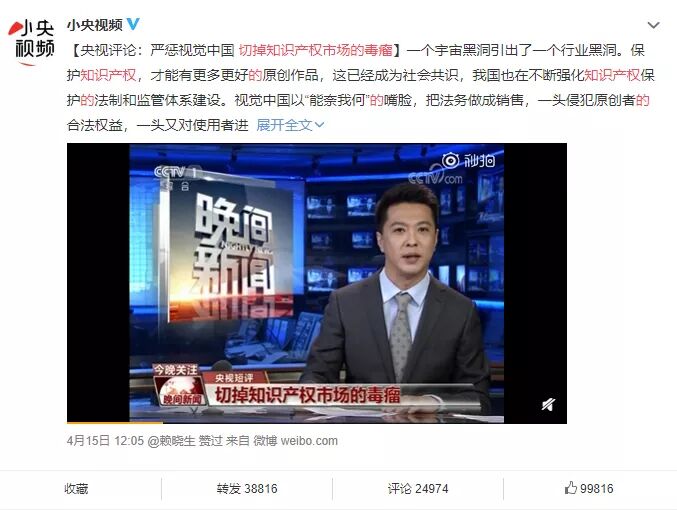 小央视频
小央
视频
【央视评论：严惩视觉中国 切掉知识产权市场的毒瘤】一个宇宙黑洞引出了一个行业黑洞。保
护知识产权，才能有更多更好的原创作品，这已经成为社会共识，我国也在不断强化知识产权保
护的法制和监管体系建设。视觉中国以“能奈我何”的嘴脸，把法务做成销售，一头侵犯原创者的
合法权益，一头又对使用者进 展开全文
CCTV 1
综合
秒拍
CCTV.com
晚间
NIGHTLY NEWS
新闻
今晚关注
央视短评
晚间新闻
切掉知识产权市场的毒瘤
4月15日 12:05 @赖晓生 赞过 来自 微博 weibo.com
收藏
转发 38816
评论 24974
99816